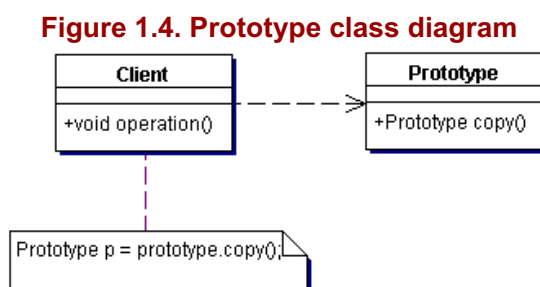 Figure 1.4. Prototype class diagram
Client
+void operation()
Prototype
+Prototype copy()
Prototype p = prototype.copy();